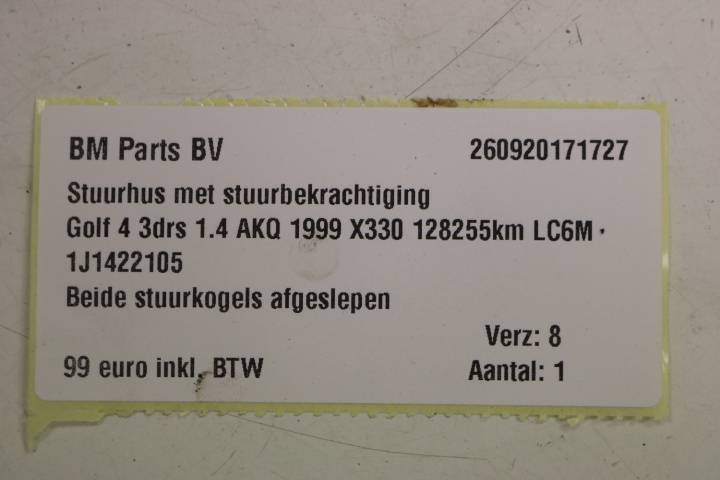 BM Parts BV 260920171727
Stuurhus met stuurbekrachtiging
Golf 4 3drs 1.4 AKQ 1999 X330 128255km LC6M
1J1422105
Beide stuurkogels afgeslepen
Verz: 8
99 euro inkl. BTW Aantal: 1